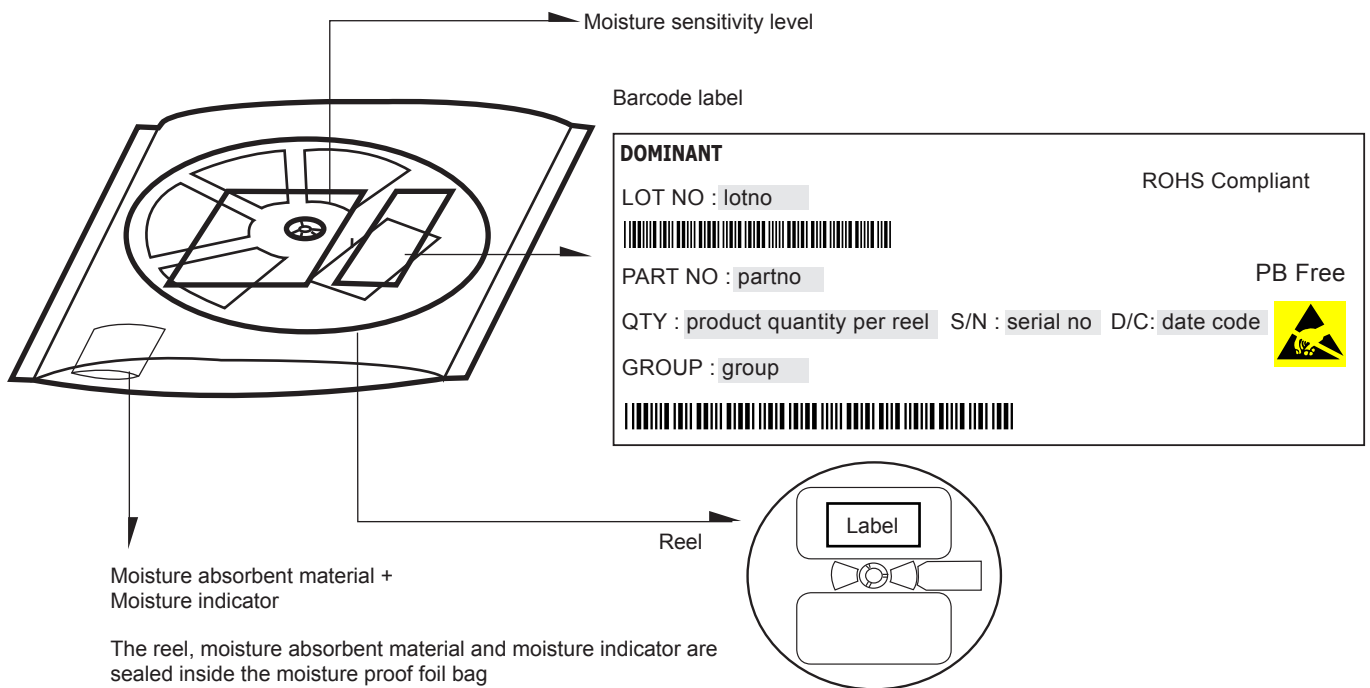 Moisture sensitivity level
Barcode label
DOMINANT
ROHS Compliant
LOT NO : lotno
PART NO : partno
PB Free
QTY : product quantity per reel S/N : serial no D/C: date code
GROUP : group
Label
Reel
Moisture absorbent material +
Moisture indicator
The reel, moisture absorbent material and moisture indicator are
sealed inside the moisture proof foil bag